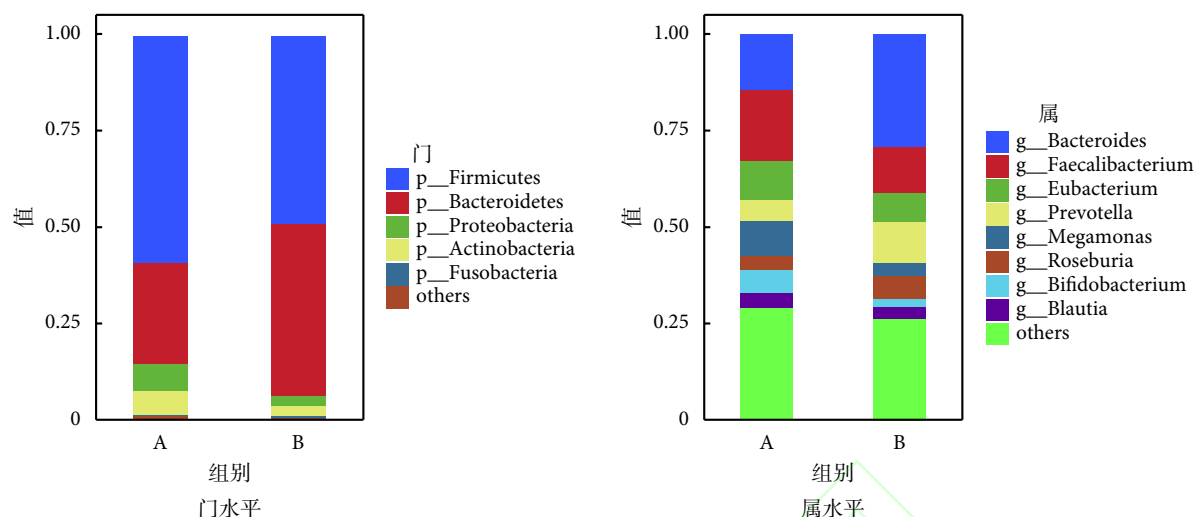 1.00
0.75
0.50
0.25
0
值
A
B
组别
门水平
门
p__Firmicutes
p__Bacteroidetes
p__Proteobacteria
p__Actinobacteria
p__Fusobacteria
others
1.00
0.75
0.50
0.25
0
值
A
B
组别
属水平
属
g__Bacteroides
g__Faecalibacterium
g__Eubacterium
g__Prevotella
g__Megamonas
g__Roseburia
g__Bifidobacterium
g__Blautia
others